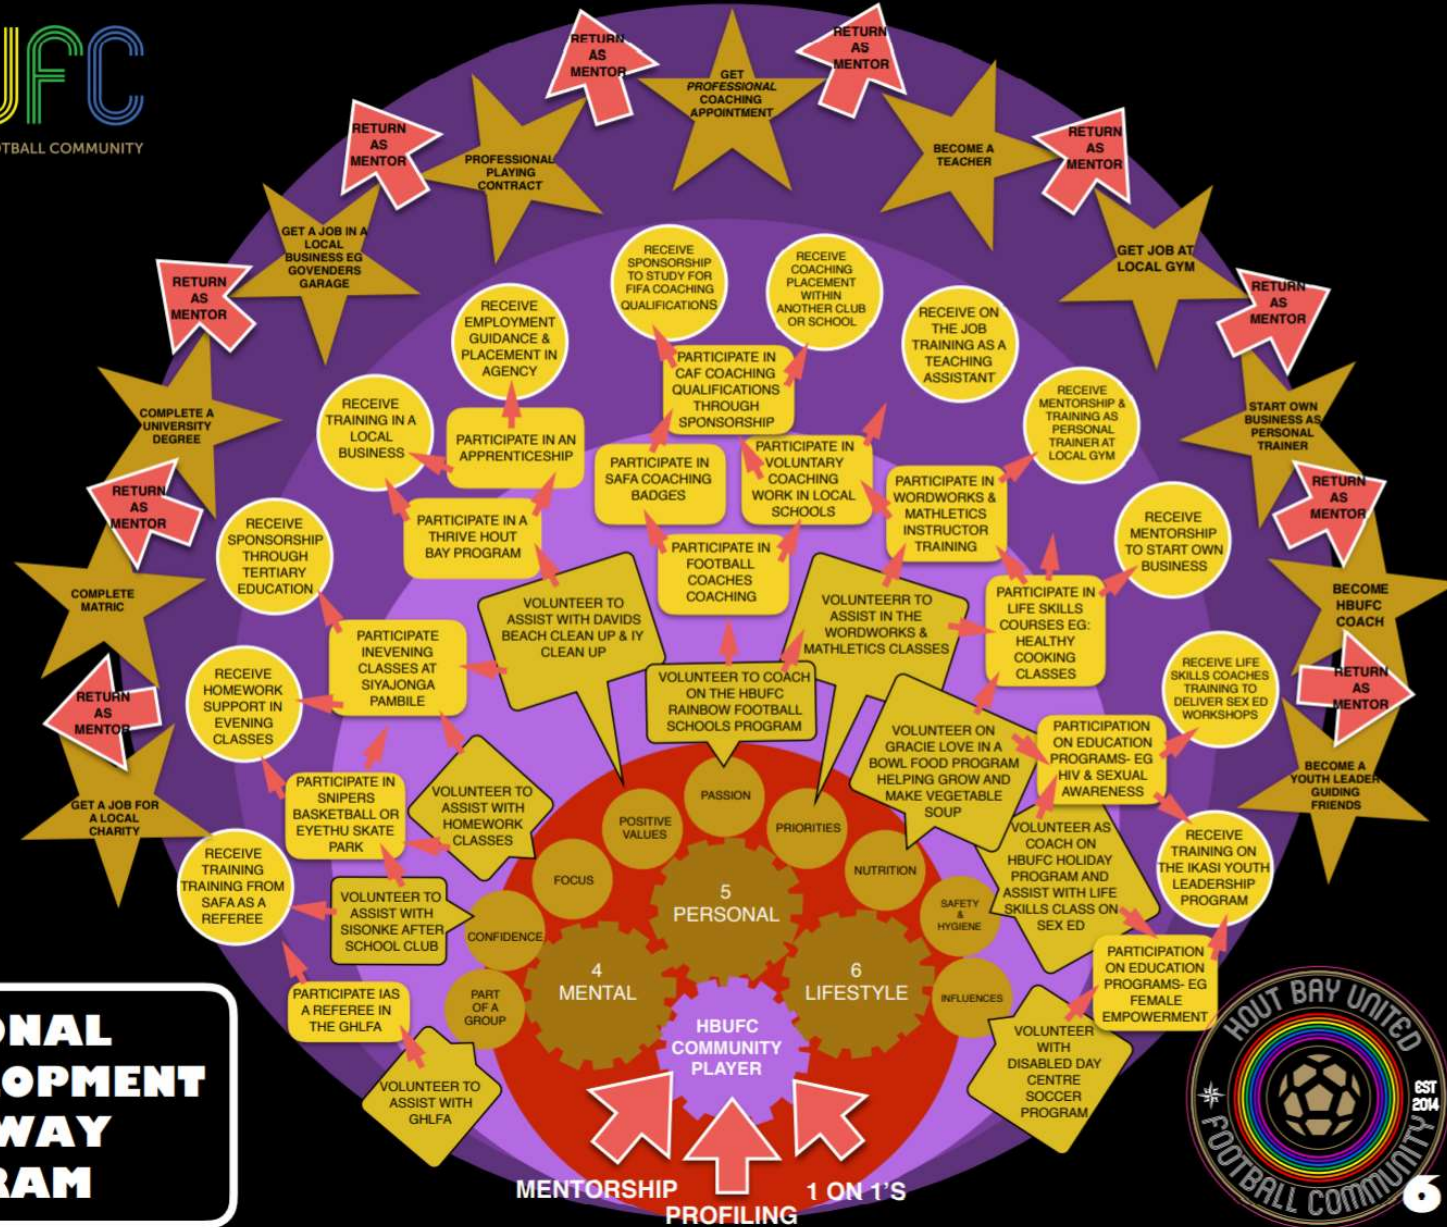 UFC
OTBALL COMMUNITY
RETURN
AS
MENTOR
GET
PROFESSIONAL
COACHING
APPOINTMENT
RETURN
AS
MENTOR
RETURN
AS
MENTOR
PROFESSIONAL
PLAYING
CONTRACT
BECOME A
TEACHER
RETURN
AS
MENTOR
GET A JOB IN A
LOCAL
BUSINESS EG
GOVENDERS
GARAGE
GET JOB AT
LOCAL GYM
RETURN
AS
MENTOR
RETURN
AS
MENTOR
COMPLETE A
UNIVERSITY
DEGREE
START OWN
BUSINESS AS
PERSONAL
TRAINER
RETURN
AS
MENTOR
RETURN
AS
MENTOR
COMPLETE
MATRIC
BECOME
HBUFC
COACH
RETURN
AS
MENTOR
RETURN
AS
MENTOR
GET A JOB FOR
A LOCAL
CHARITY
BECOME A
YOUTH LEADER
GUIDING
FRIENDS
RECEIVE
SPONSORSHIP
TO STUDY FOR
FIFA COACHING
QUALIFICATIONS
RECEIVE
COACHING
PLACEMENT
WITHIN
ANOTHER CLUB
OR SCHOOL
RECEIVE
EMPLOYMENT
GUIDANCE &
PLACEMENT IN
AGENCY
RECEIVE ON
THE JOB
TRAINING AS A
TEACHING
ASSISTANT
RECEIVE
TRAINING IN A
LOCAL
BUSINESS
RECEIVE
MENTORSHIP &
TRAINING AS
PERSONAL
TRAINER AT
LOCAL GYM
RECEIVE
SPONSORSHIP
THROUGH
TERTIARY
EDUCATION
RECEIVE
MENTORSHIP
TO START OWN
BUSINESS
RECEIVE
HOMEWORK
SUPPORT IN
EVENING
CLASSES
RECEIVE LIFE
SKILLS COACHES
TRAINING TO
DELIVER SEX ED
WORKSHOPS
RECEIVE
TRAINING
TRAINING FROM
SAFA AS A
REFEREE
RECEIVE
TRAINING ON
THE IKASI YOUTH
LEADERSHIP
PROGRAM
PARTICIPATE IN
CAF COACHING
QUALIFICATIONS
THROUGH
SPONSORSHIP
PARTICIPATE IN AN
APPRENTICESHIP
PARTICIPATE IN
SAFA COACHING
BADGES
PARTICIPATE IN
VOLUNTARY
COACHING
WORK IN LOCAL
SCHOOLS
PARTICIPATE IN
WORDWORKS &
MATHLETICS
INSTRUCTOR
TRAINING
PARTICIPATE IN A
THRIVE HOUT
BAY PROGRAM
PARTICIPATE IN
FOOTBALL
COACHES
COACHING
PARTICIPATE IN
LIFE SKILLS
COURSES EG:
HEALTHY
COOKING
CLASSES
PARTICIPATE
INEVENING
CLASSES AT
SIYAJONGA
PAMBILE
VOLUNTEER TO
ASSIST WITH DAVIDS
BEACH CLEAN UP & IY
CLEAN UP
VOLUNTEERR TO
ASSIST IN THE
WORDWORKS &
MATHLETICS CLASSES
VOLUNTEER TO COACH
ON THE HBUFC
RAINBOW FOOTBALL
SCHOOLS PROGRAM
VOLUNTEER ON
GRACIE LOVE IN A
BOWL FOOD PROGRAM
HELPING GROW AND
MAKE VEGETABLE
SOUP
PARTICIPATION
ON EDUCATION
PROGRAMS- EG
HIV & SEXUAL
AWARENESS
PARTICIPATE IN
SNIPERS
BASKETBALL OR
EYETHU SKATE
PARK
VOLUNTEER TO
ASSIST WITH
HOMEWORK
CLASSES
VOLUNTEER AS
COACH ON
HBUFC HOLIDAY
PROGRAM AND
ASSIST WITH LIFE
SKILLS CLASS ON
SEX ED
VOLUNTEER TO
ASSIST WITH
SISONKE AFTER
SCHOOL CLUB
PARTICIPATION
ON EDUCATION
PROGRAMS- EG
FEMALE
EMPOWERMENT
PARTICIPATE IAS
A REFEREE IN
THE GHLFA
VOLUNTEER TO
ASSIST WITH
GHLFA
VOLUNTEER
WITH
DISABLED DAY
CENTRE
SOCCER
PROGRAM
PASSION
POSITIVE
VALUES
PRIORITIES
FOCUS
NUTRITION
CONFIDENCE
SAFETY
&
HYGIENE
PART
OF A
GROUP
INFLUENCES
5
PERSONAL
4
MENTAL
6
LIFESTYLE
HBUFC
COMMUNITY
PLAYER
MENTORSHIP
PROFILING
1 ON 1'S
ONAL
LOPMENT
WAY
RAM
HOUT BAY UNITED
EST
2014
FOOTBALL COMMUNITY
6